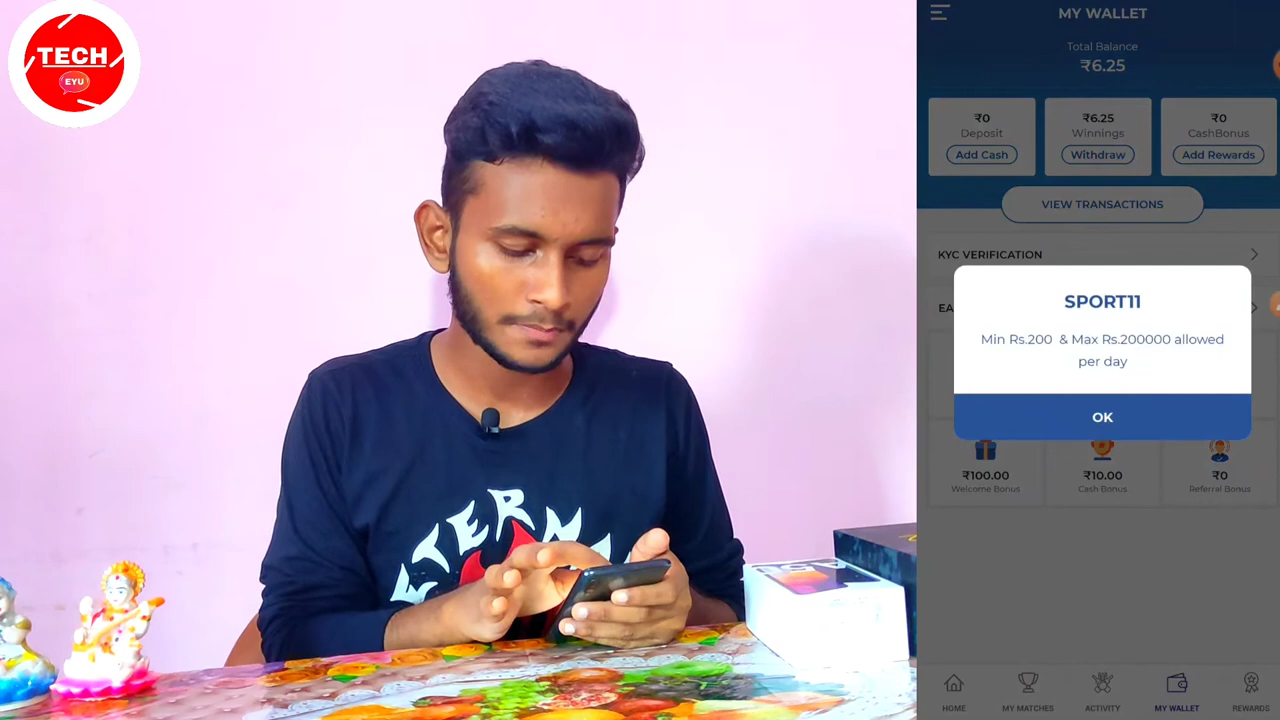 TECH
EYU
ETERN
MY WALLET
Total Balance
₹6.25
₹0
Deposit
Add Cash
₹6.25
Winnings
Withdraw
₹0
CashBonus
Add Rewards
VIEW TRANSACTIONS
KYC VERIFICATION
EA
SPORT11
Min Rs.200 & Max Rs.200000 allowed
per day
OK
₹100.00
Welcome Bonus
₹10.00
Cash Bonus
₹0
Referral Bonus
HOME
MY MATCHES
ACTIVITY
MY WALLET
REWARDS